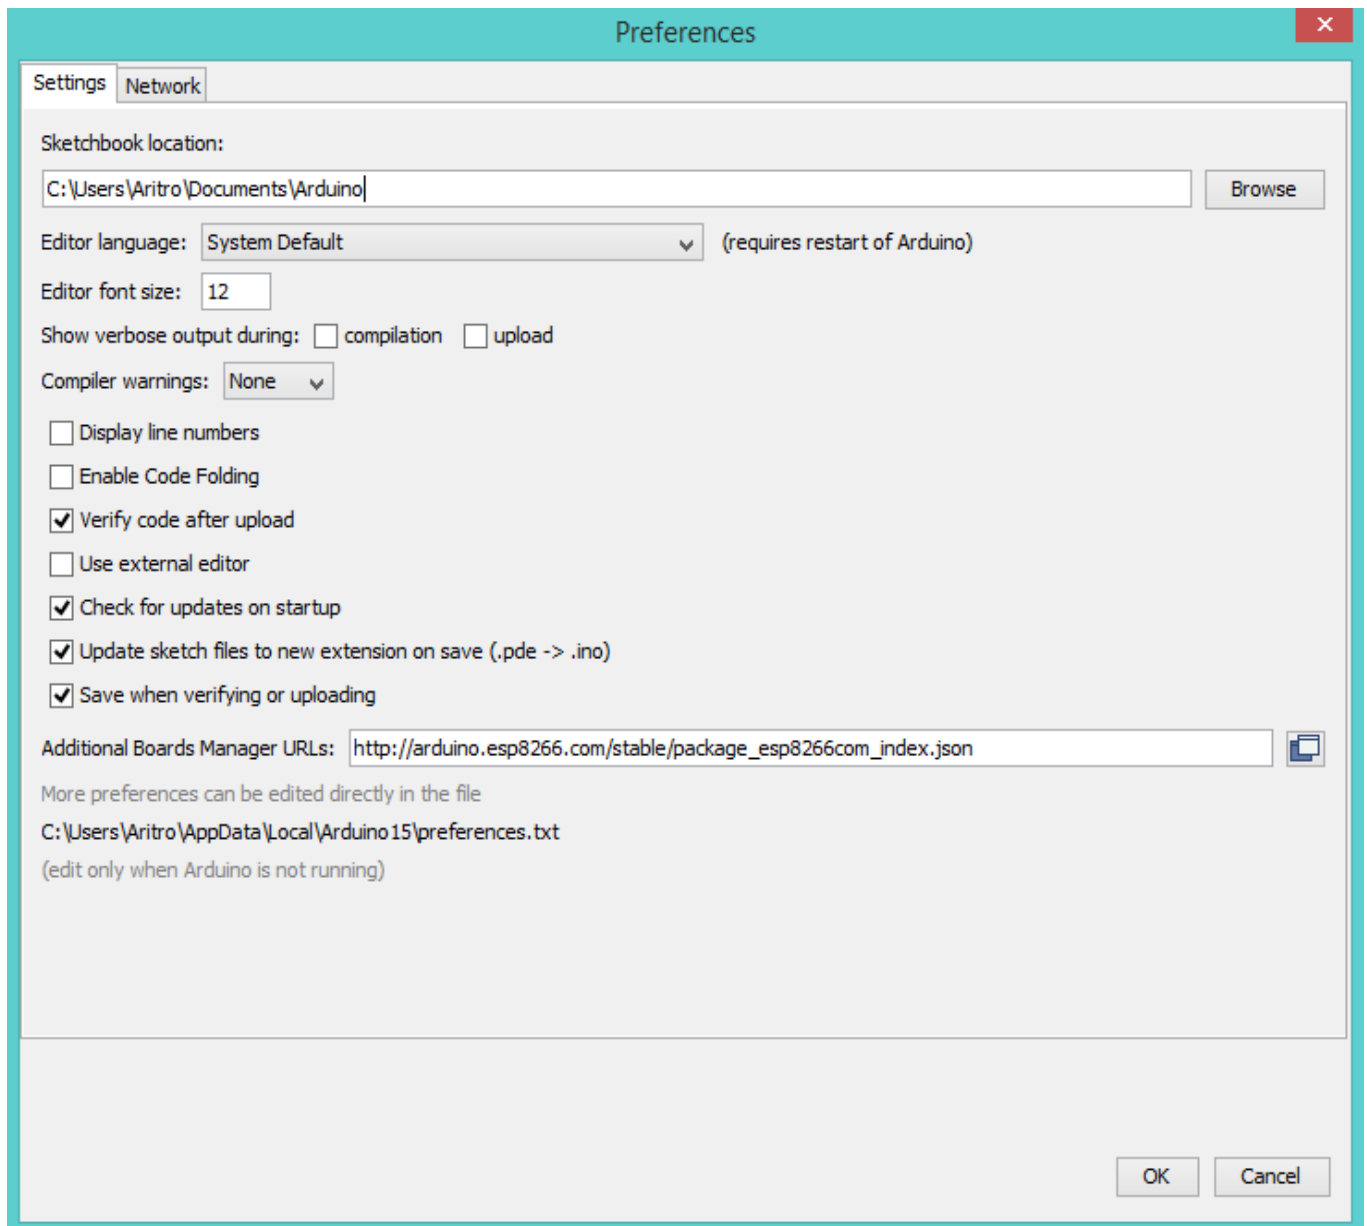 Preferences
Settings Network
Sketchbook location:
C:\Users\Aritro\Documents\Arduino Browse
Editor language: System Default (requires restart of Arduino)
Editor font size: 12
Show verbose output during: compilation upload
Compiler warnings: None
Display line numbers
Enable Code Folding
Verify code after upload
Use external editor
Check for updates on startup
Update sketch files to new extension on save (.pde -> .ino)
Save when verifying or uploading
Additional Boards Manager URLs: http://arduino.esp8266.com/stable/package_esp8266com_index.json
More preferences can be edited directly in the file
C:\Users\Aritro\AppData\Local\Arduino15\preferences.txt
(edit only when Arduino is not running)
OK Cancel